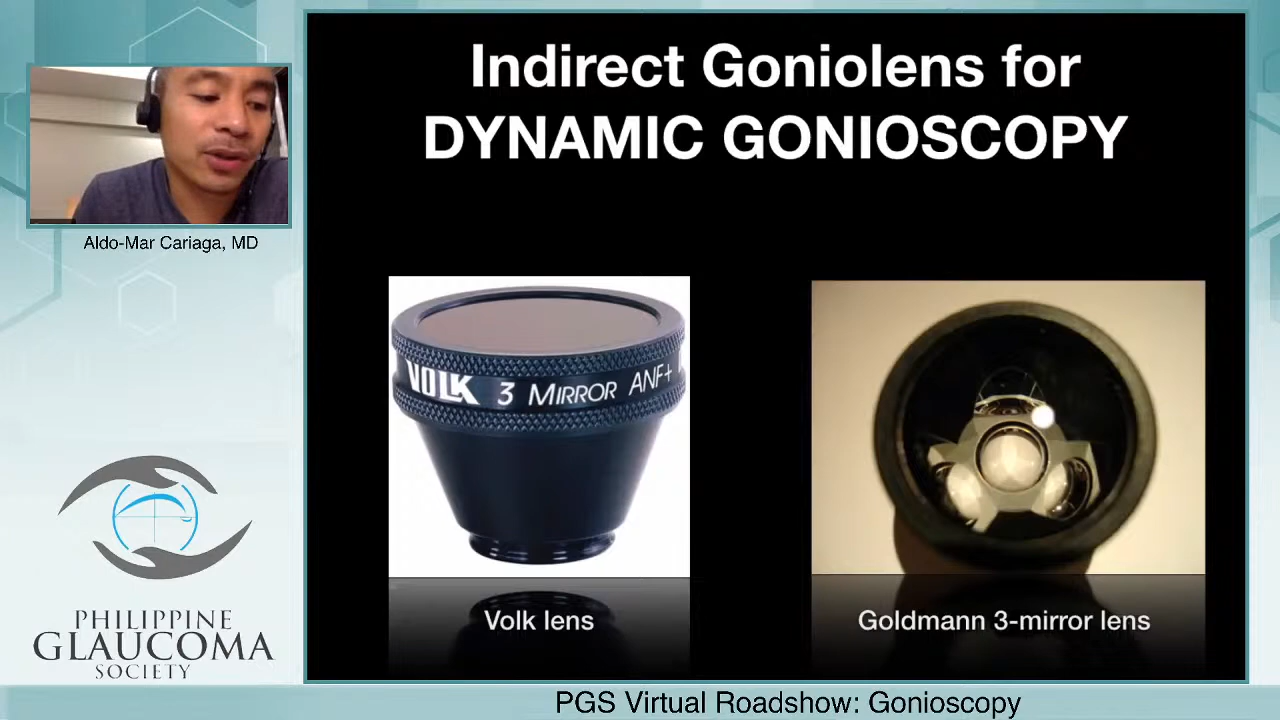 Indirect Goniolens for
DYNAMIC GONIOSCOPY
Aldo-Mar Cariaga, MD
VOLK 3 MIRROR ANF+
Volk lens
Goldmann 3-mirror lens
PHILIPPINE
GLAUCOMA
SOCIETY
PGS Virtual Roadshow: Gonioscopy